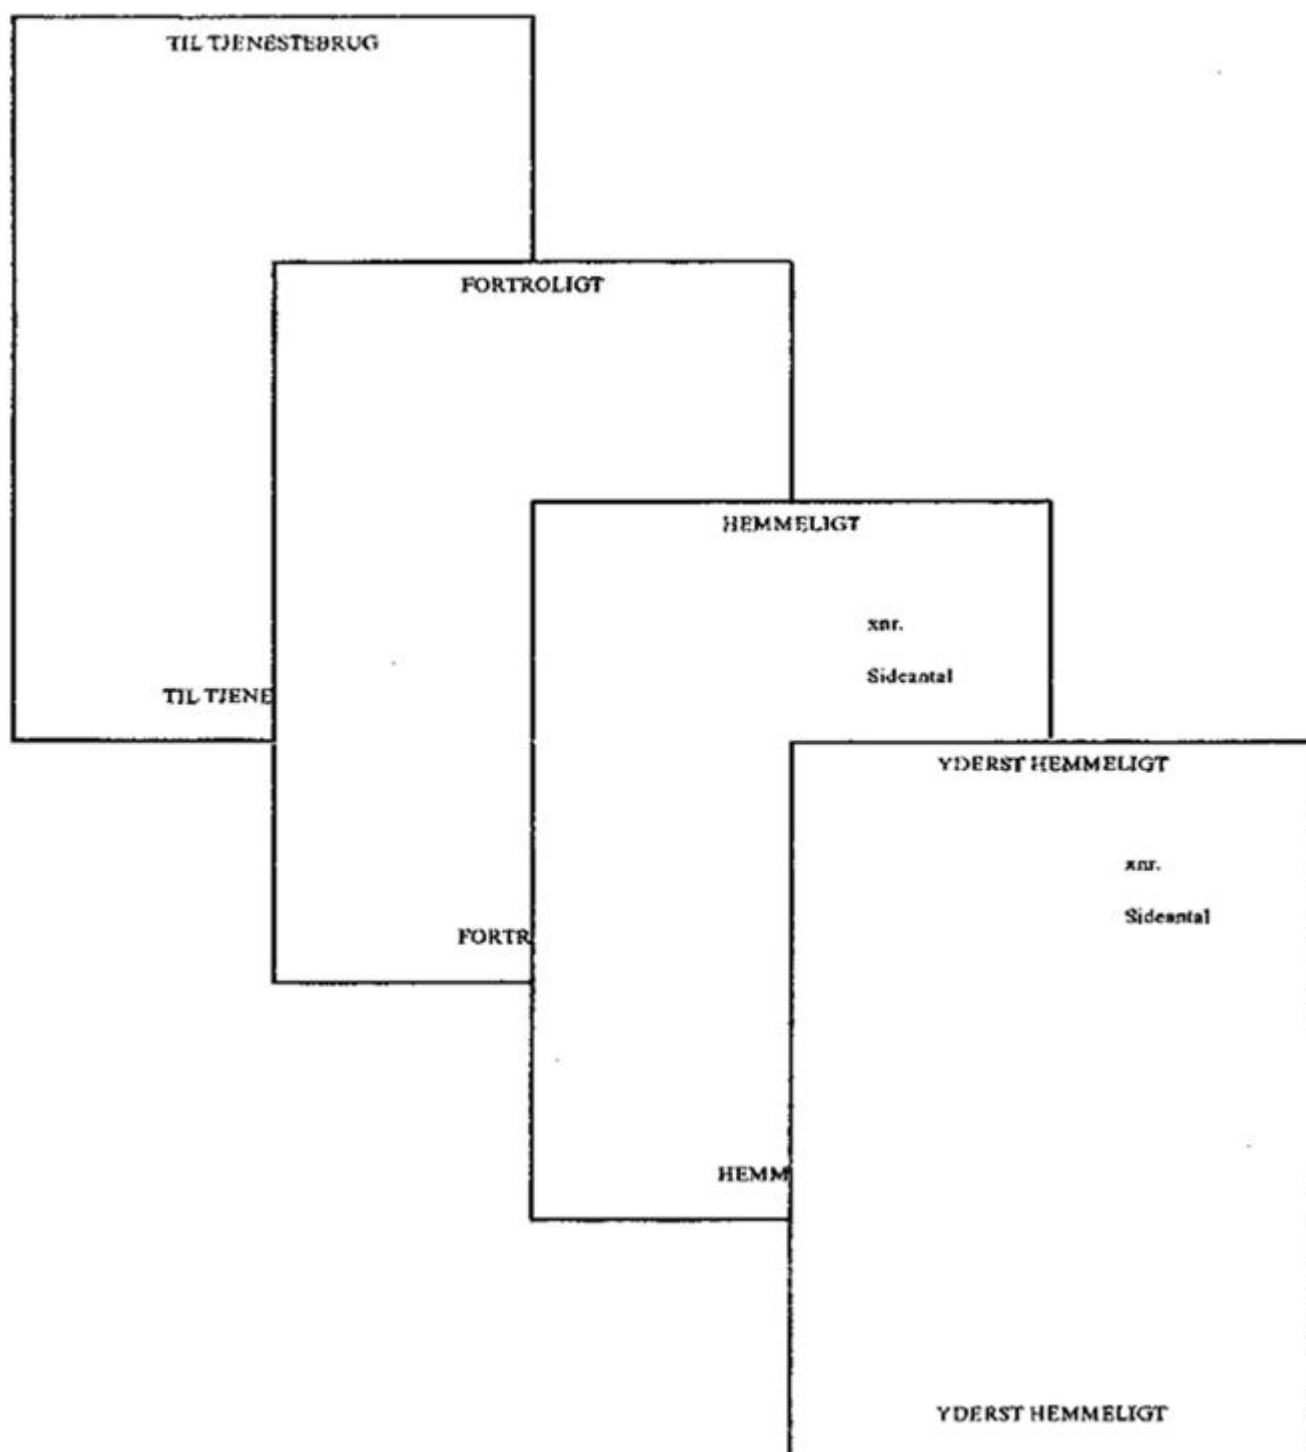 TIL TJENESTEBRUG
FORTROLIGT
HEMMELIGT
xnr.
Sideantal
TIL TJENE
YDERST HEMMELIGT
xnr.
Sideantal
FORTR
HEMM
YDERST HEMMELIGT